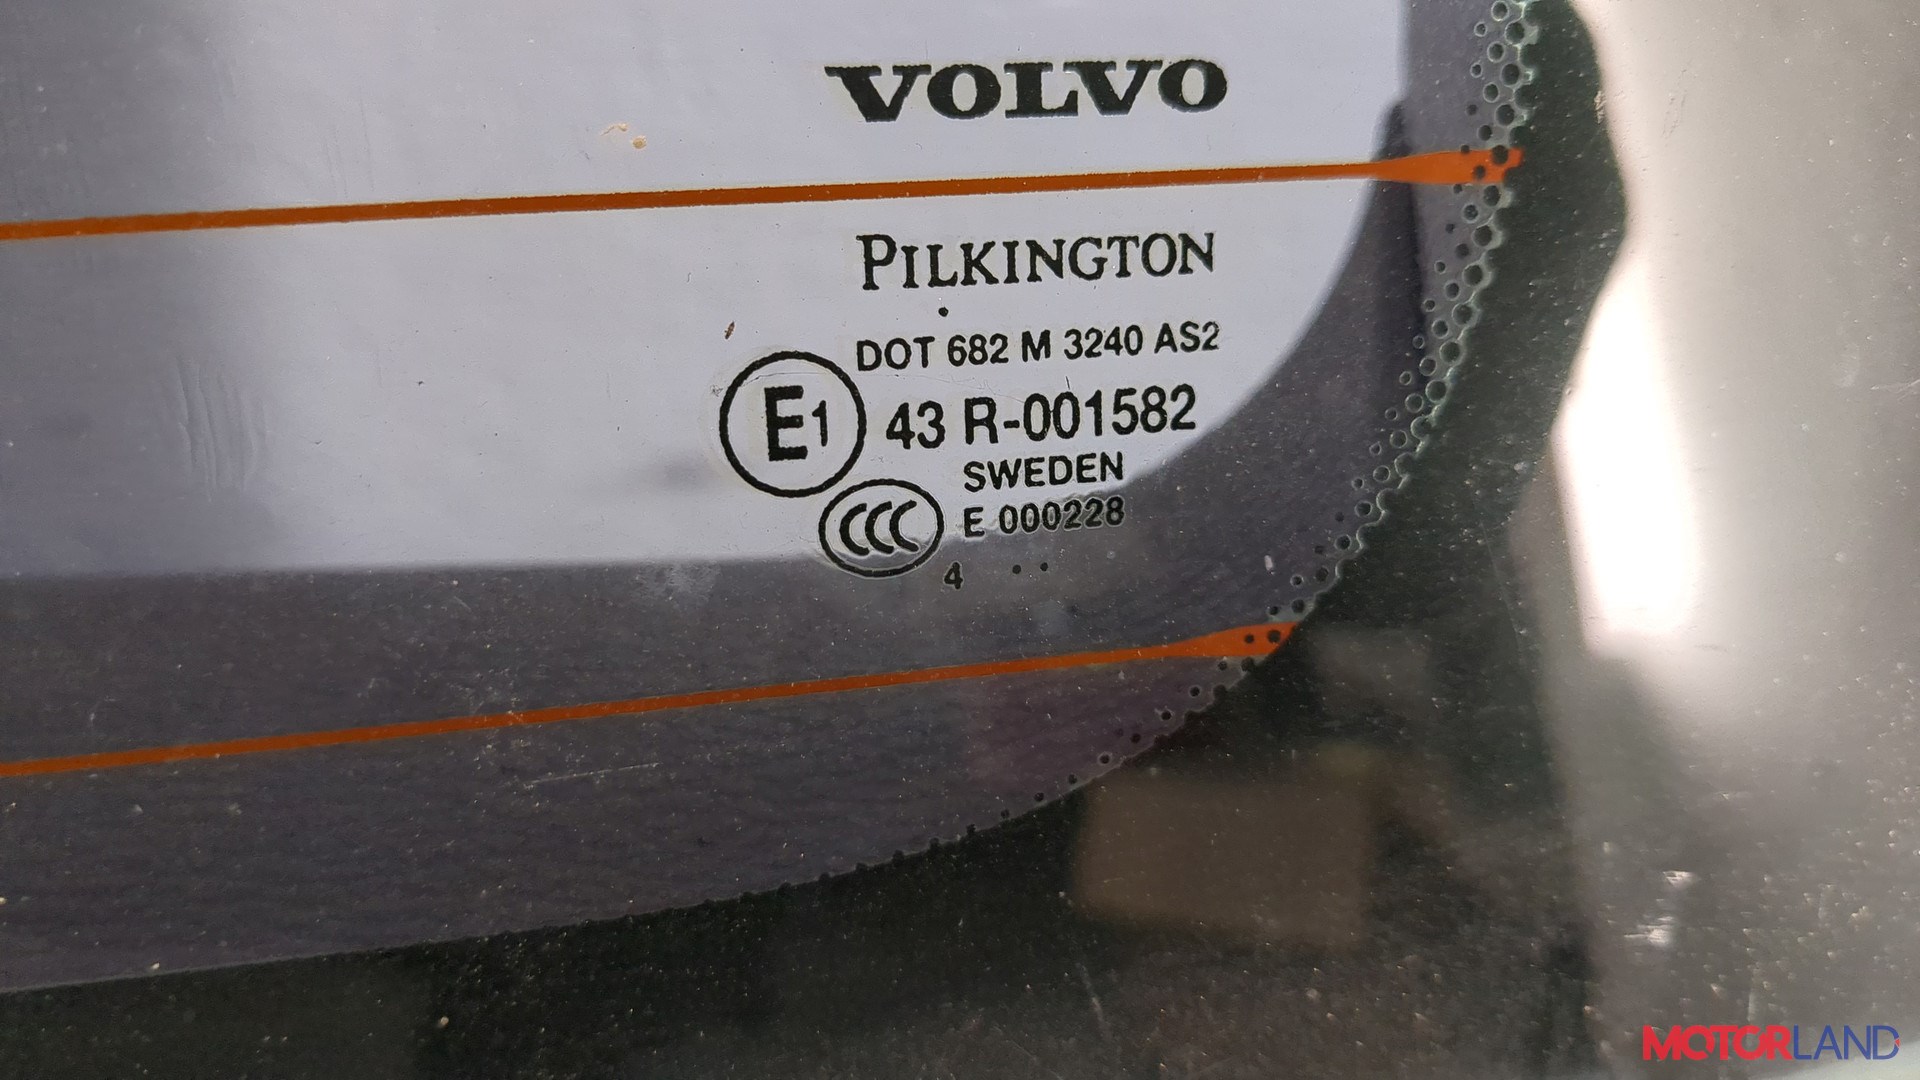 VOLVO
PILKINGTON
DOT 682 M 3240 AS2
E1 43 R-001582
SWEDEN
CCC E 000228
4 ..
MOTORLAND